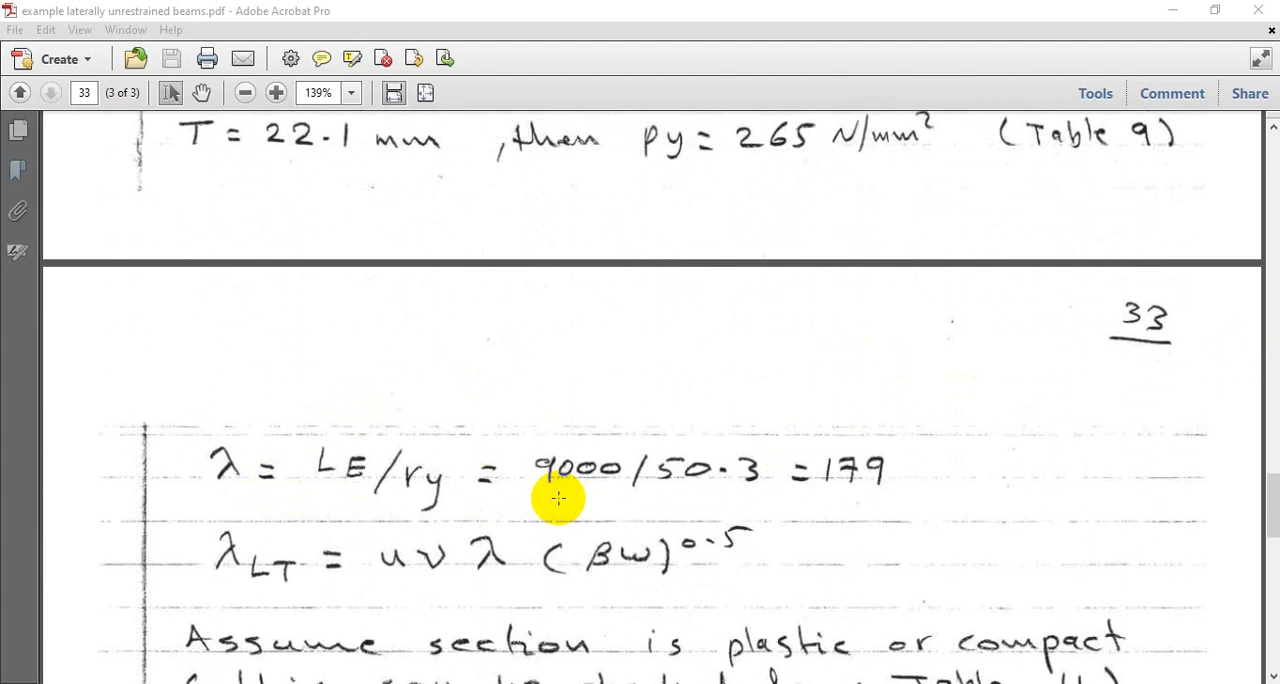 example laterally unrestrained beams.pdf - Adobe Acrobat Pro
File Edit View Window Help
Create
33 (3 of 3) 139% Tools Comment Share
T = 22.1 mm , then py = 265 N/mm² (Table 9)
33
λ = LE/ry = 9000/50.3 = 179
λLT = u v λ (βw)^0.5
Assume section is plastic or compact